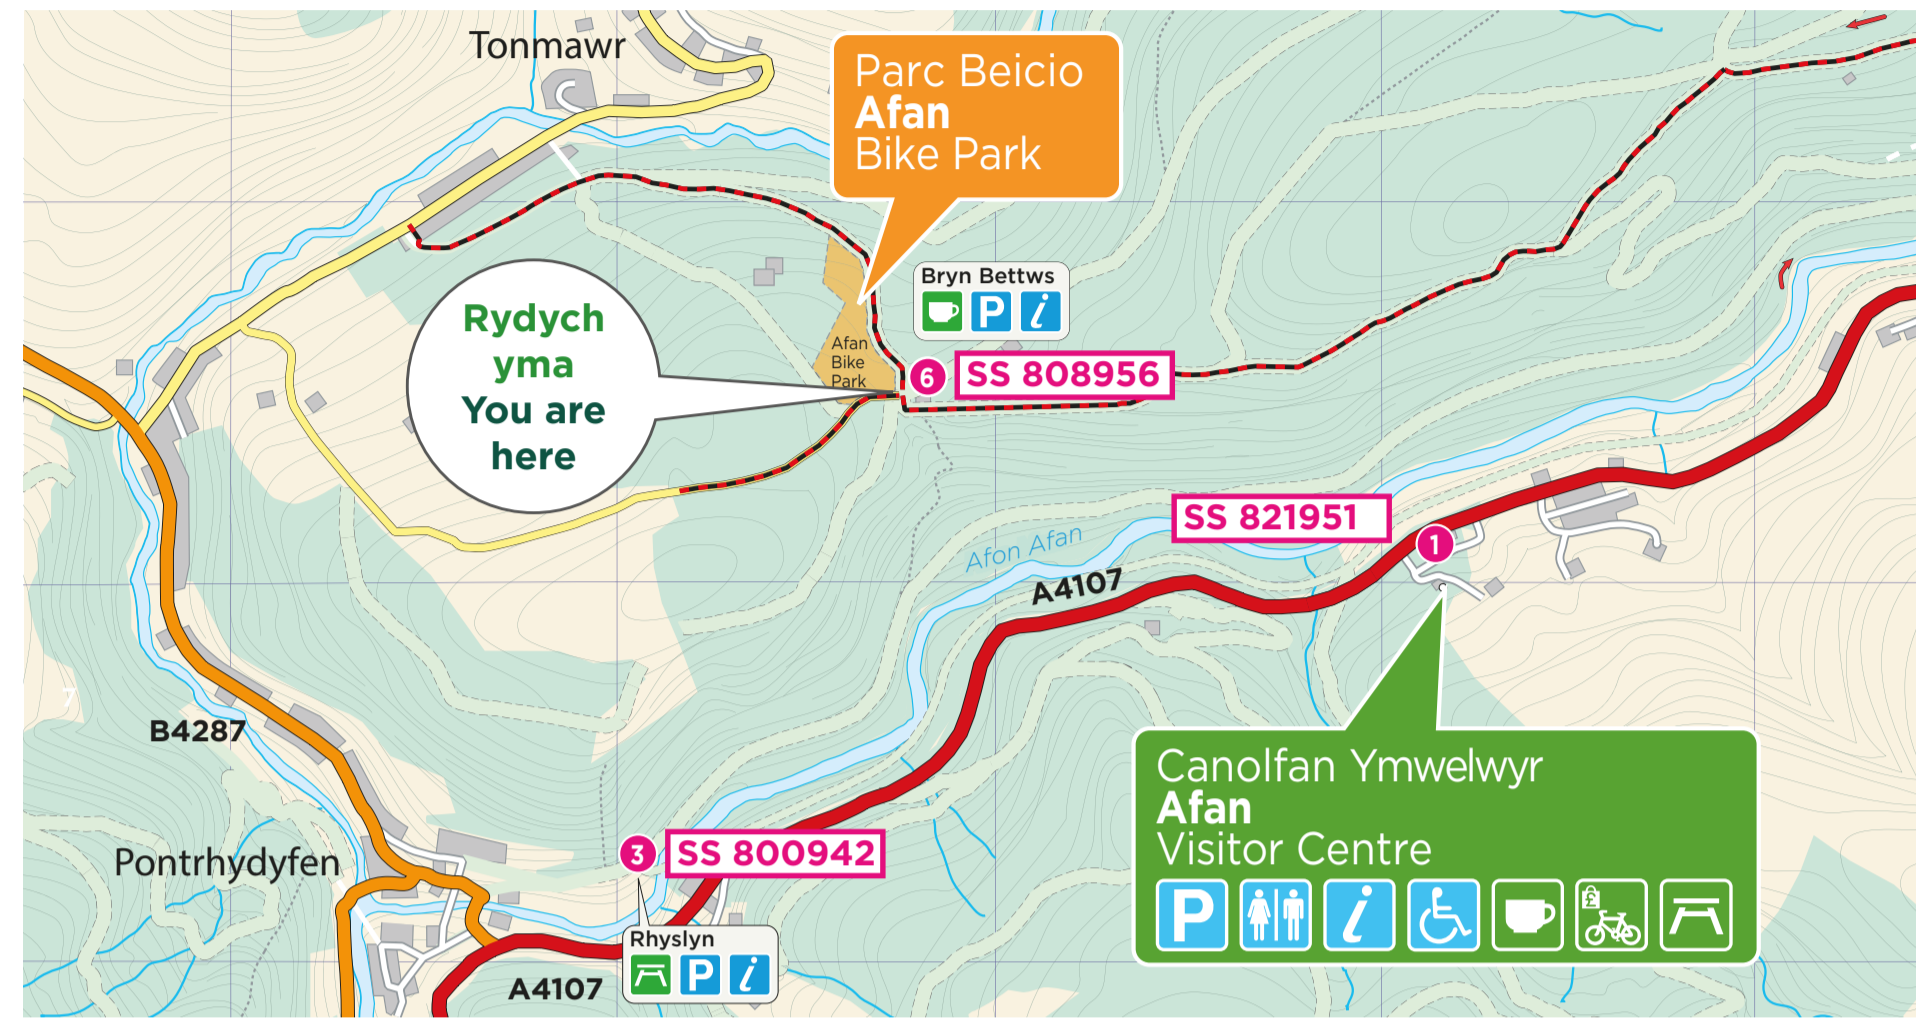 Tonmawr
Parc Beicio
Afan
Bike Park
Bryn Bettws
P
i
Rydych
yma
You are
here
Afan
Bike
Park
6
SS 808956
SS 821951
1
Afon Afan
A4107
7
B4287
Canolfan Ymwelwyr
Afan
Visitor Centre
P
i
£
3
SS 800942
Pontrhydyfen
Rhyslyn
P
i
A4107